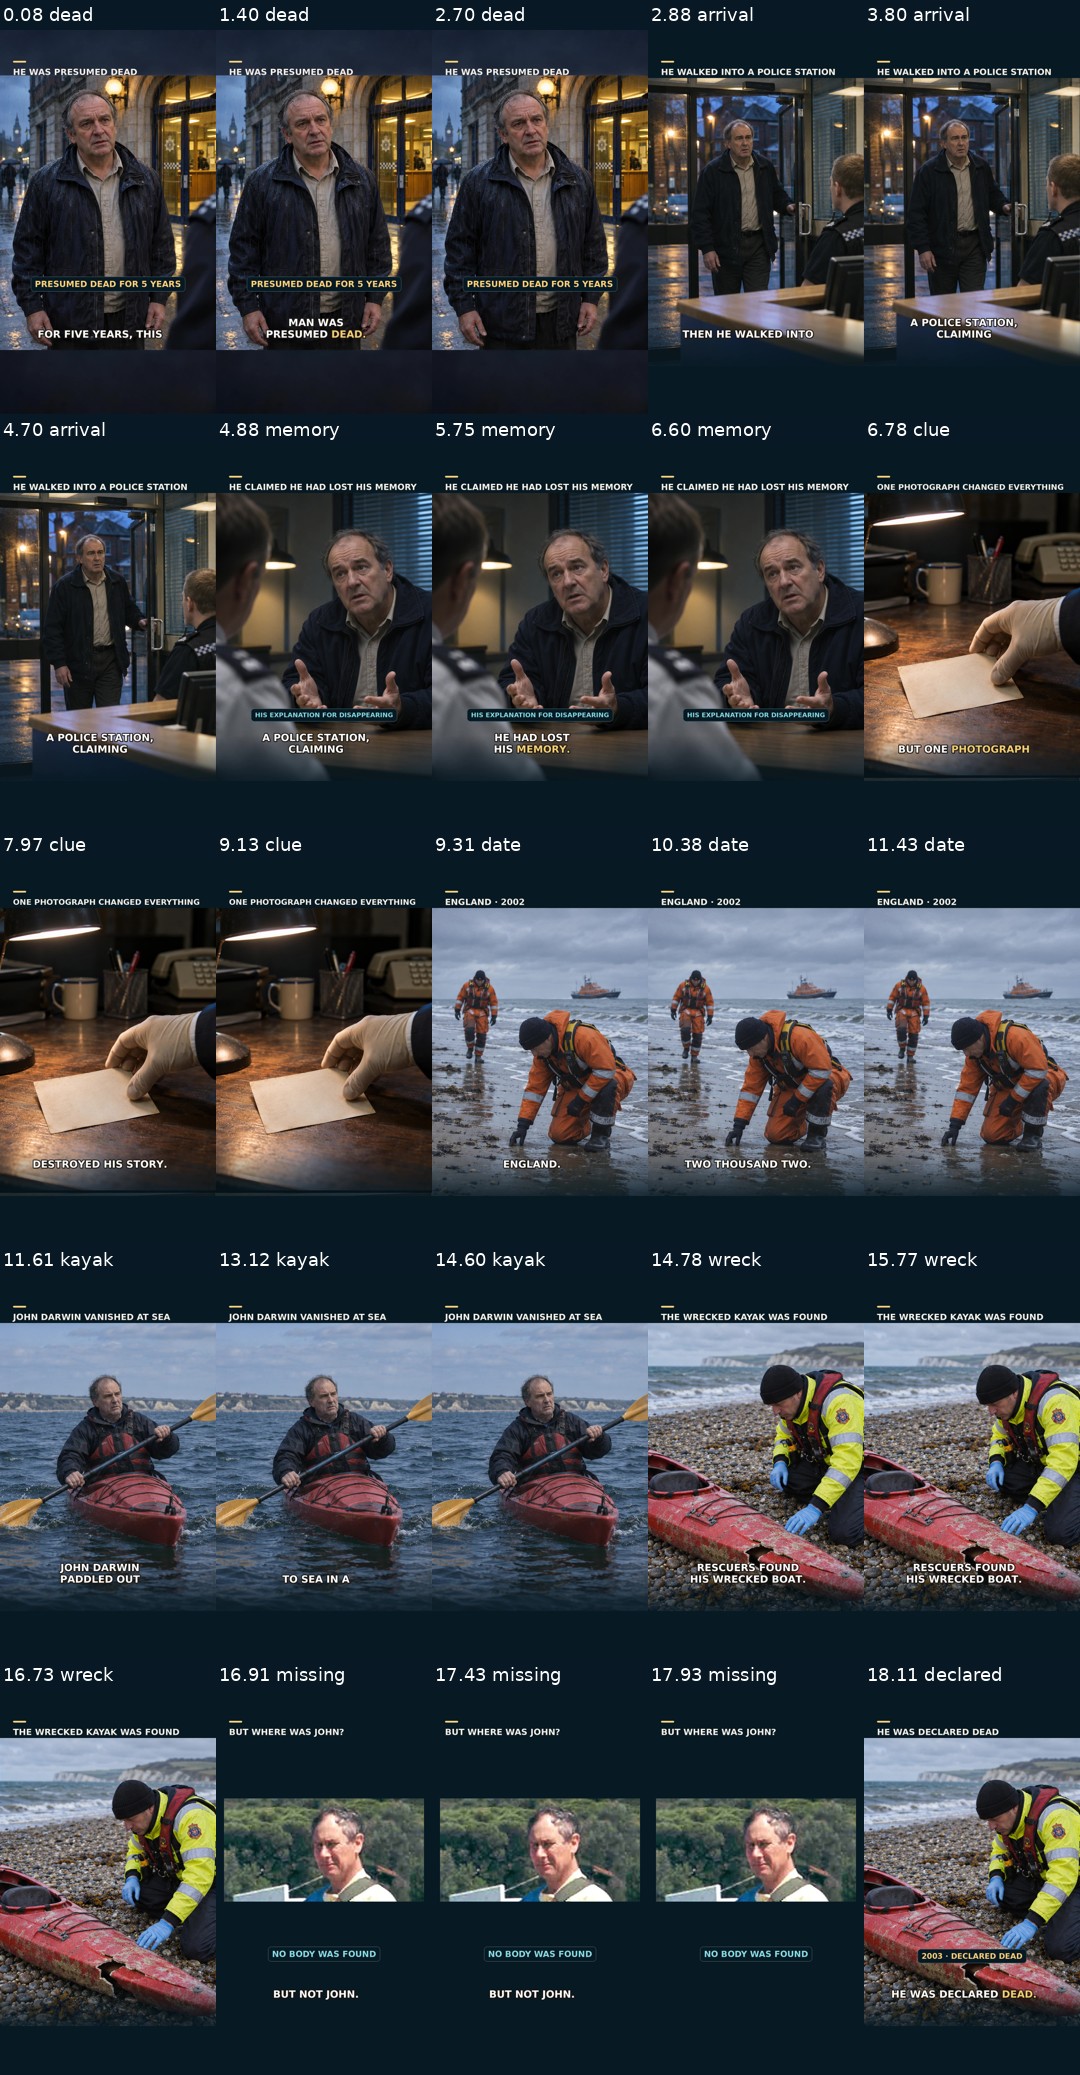 0.08 dead
1.40 dead
2.70 dead
2.88 arrival
3.80 arrival
HE WAS PRESUMED DEAD
HE WAS PRESUMED DEAD
HE WAS PRESUMED DEAD
HE WALKED INTO A POLICE STATION
HE WALKED INTO A POLICE STATION
PRESUMED DEAD FOR 5 YEARS
PRESUMED DEAD FOR 5 YEARS
PRESUMED DEAD FOR 5 YEARS
FOR FIVE YEARS, THIS
MAN WAS
PRESUMED DEAD.
THEN HE WALKED INTO
A POLICE STATION,
CLAIMING
4.70 arrival
4.88 memory
5.75 memory
6.60 memory
6.78 clue
HE WALKED INTO A POLICE STATION
HE CLAIMED HE HAD LOST HIS MEMORY
HE CLAIMED HE HAD LOST HIS MEMORY
HE CLAIMED HE HAD LOST HIS MEMORY
ONE PHOTOGRAPH CHANGED EVERYTHING
HIS EXPLANATION FOR DISAPPEARING
HIS EXPLANATION FOR DISAPPEARING
HIS EXPLANATION FOR DISAPPEARING
A POLICE STATION,
CLAIMING
A POLICE STATION,
CLAIMING
HE HAD LOST
HIS MEMORY.
BUT ONE PHOTOGRAPH
7.97 clue
9.13 clue
9.31 date
10.38 date
11.43 date
ONE PHOTOGRAPH CHANGED EVERYTHING
ONE PHOTOGRAPH CHANGED EVERYTHING
ENGLAND · 2002
ENGLAND · 2002
ENGLAND · 2002
DESTROYED HIS STORY.
ENGLAND.
TWO THOUSAND TWO.
11.61 kayak
13.12 kayak
14.60 kayak
14.78 wreck
15.77 wreck
JOHN DARWIN VANISHED AT SEA
JOHN DARWIN VANISHED AT SEA
JOHN DARWIN VANISHED AT SEA
THE WRECKED KAYAK WAS FOUND
THE WRECKED KAYAK WAS FOUND
JOHN DARWIN
PADDLED OUT
TO SEA IN A
RESCUERS FOUND
HIS WRECKED BOAT.
RESCUERS FOUND
HIS WRECKED BOAT.
16.73 wreck
16.91 missing
17.43 missing
17.93 missing
18.11 declared
THE WRECKED KAYAK WAS FOUND
BUT WHERE WAS JOHN?
BUT WHERE WAS JOHN?
BUT WHERE WAS JOHN?
HE WAS DECLARED DEAD
NO BODY WAS FOUND
NO BODY WAS FOUND
NO BODY WAS FOUND
2003 · DECLARED DEAD
BUT NOT JOHN.
BUT NOT JOHN.
HE WAS DECLARED DEAD.